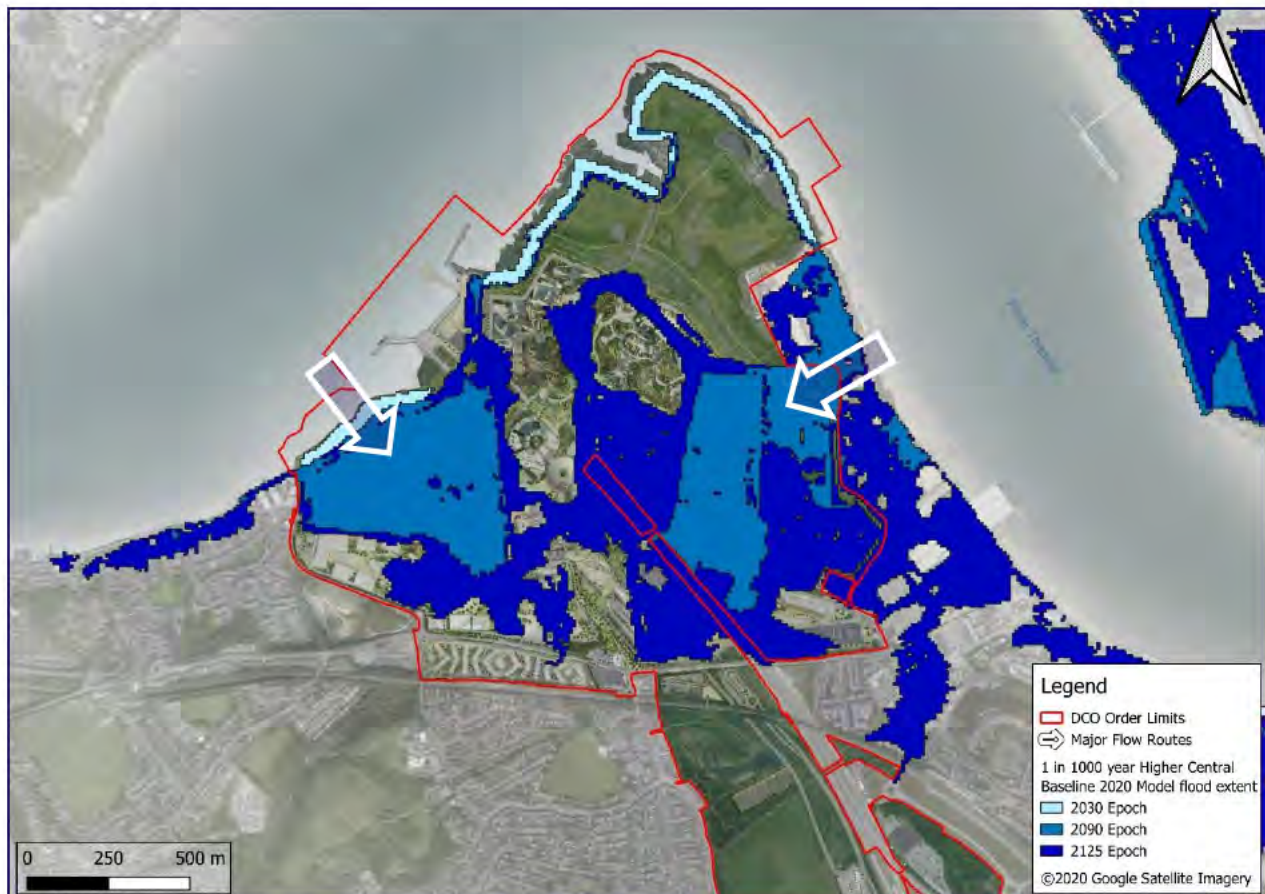 Legend
DCO Order Limits
Major Flow Routes
1 in 1000 year Higher Central
Baseline 2020 Model flood extent
2030 Epoch
2090 Epoch
2125 Epoch
©2020 Google Satellite Imagery
0 250 500 m